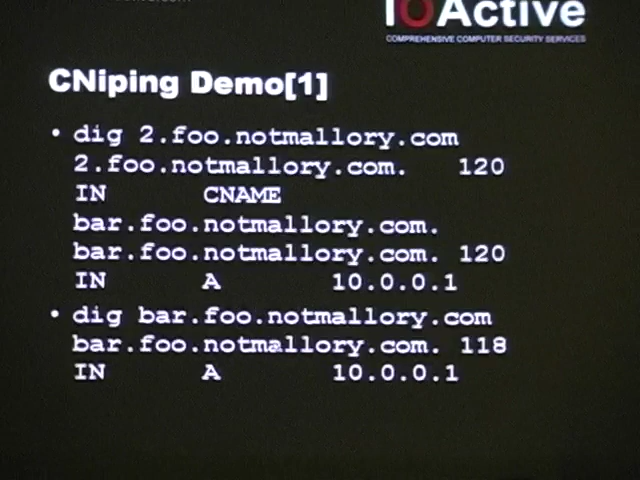 IOActive
COMPREHENSIVE COMPUTER SECURITY SERVICES
CNiping Demo[1]
• dig 2.foo.notmallory.com
2.foo.notmallory.com. 120
IN CNAME
bar.foo.notmallory.com.
bar.foo.notmallory.com. 120
IN A 10.0.0.1
• dig bar.foo.notmallory.com
bar.foo.notmallory.com. 118
IN A 10.0.0.1